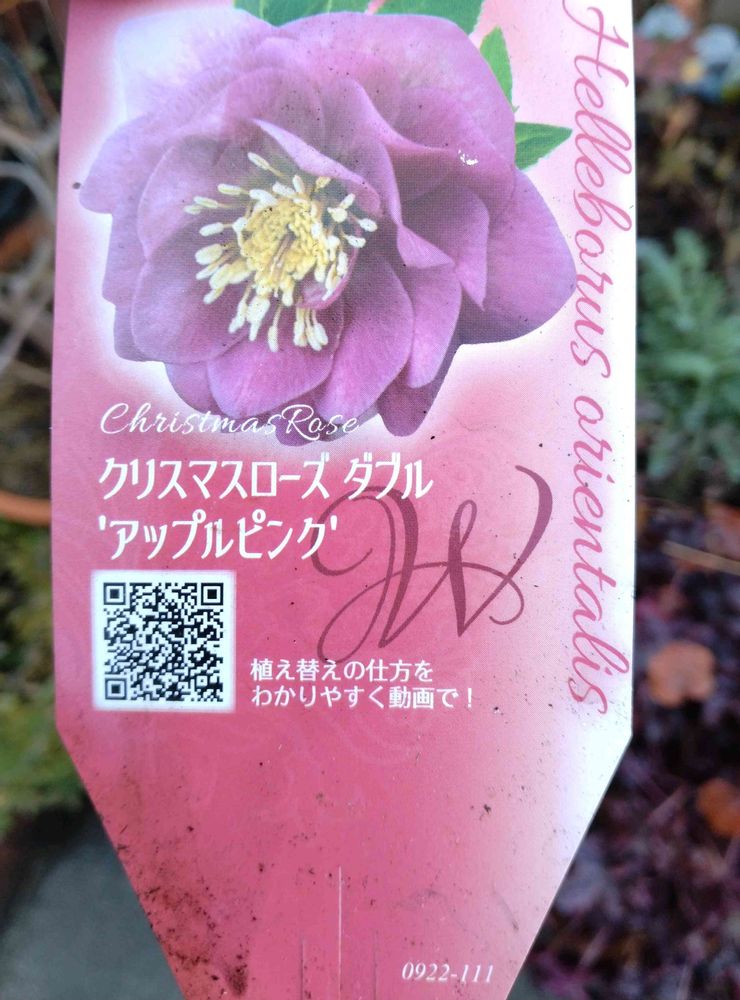 Helleborus orientalis
ChristmasRose
クリスマスローズ ダブル
'アップルピンク'
W
植え替えの仕方を
わかりやすく動画で！
0922-111